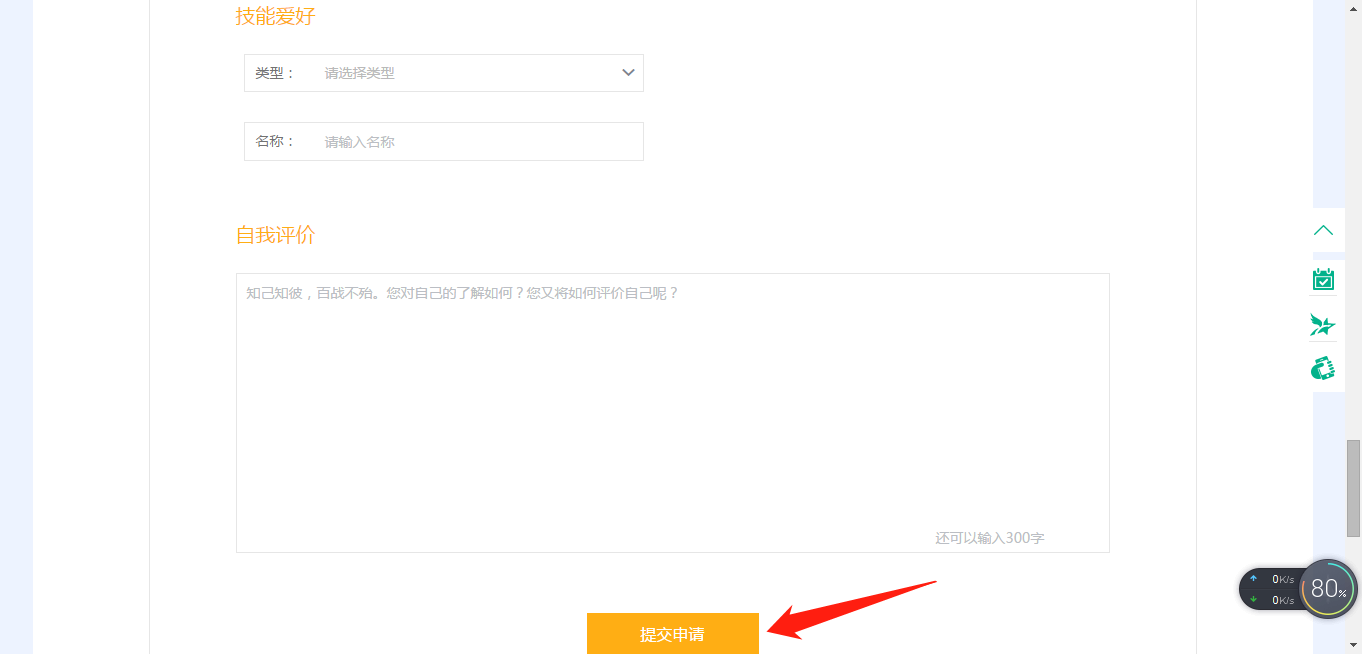 技能爱好
类型： 请选择类型
名称： 请输入名称
自我评价
知己知彼，百战不殆。您对自己的了解如何？您又将如何评价自己呢？
还可以输入300字
0K/s
0K/s
80%
提交申请